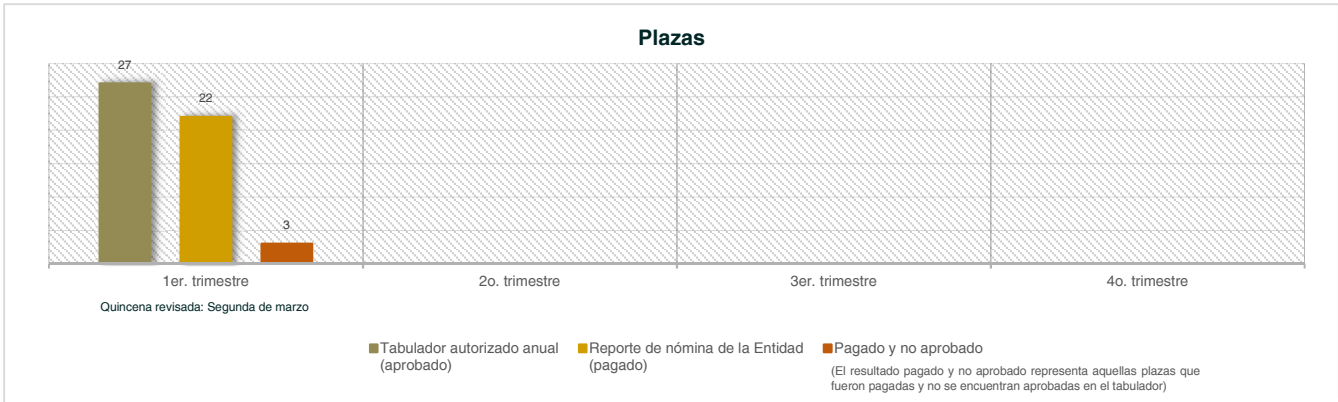 Plazas
27
22
3
1er. trimestre
2o. trimestre
3er. trimestre
4o. trimestre
Quincena revisada: Segunda de marzo
Tabulador autorizado anual
(aprobado)
Reporte de nómina de la Entidad
(pagado)
Pagado y no aprobado
(El resultado pagado y no aprobado representa aquellas plazas que
fueron pagadas y no se encuentran aprobadas en el tabulador)